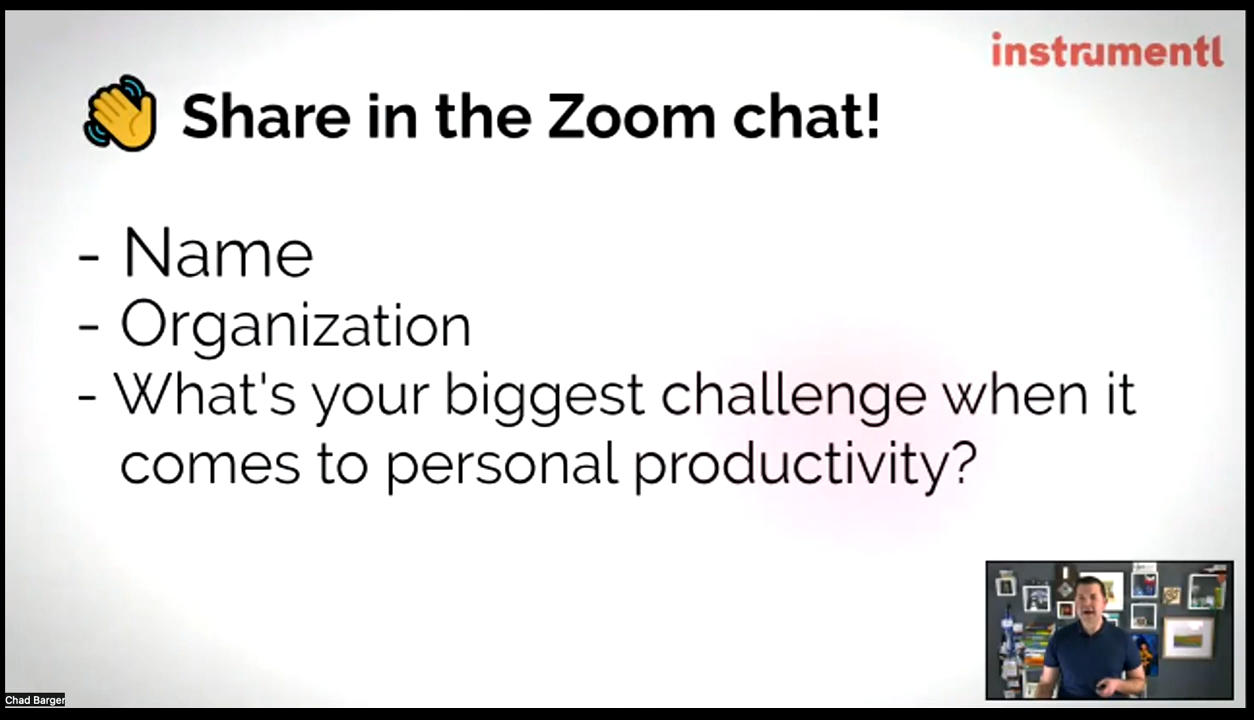 instrumentl
👋 Share in the Zoom chat!
- Name
- Organization
- What's your biggest challenge when it
comes to personal productivity?
Chad Barger